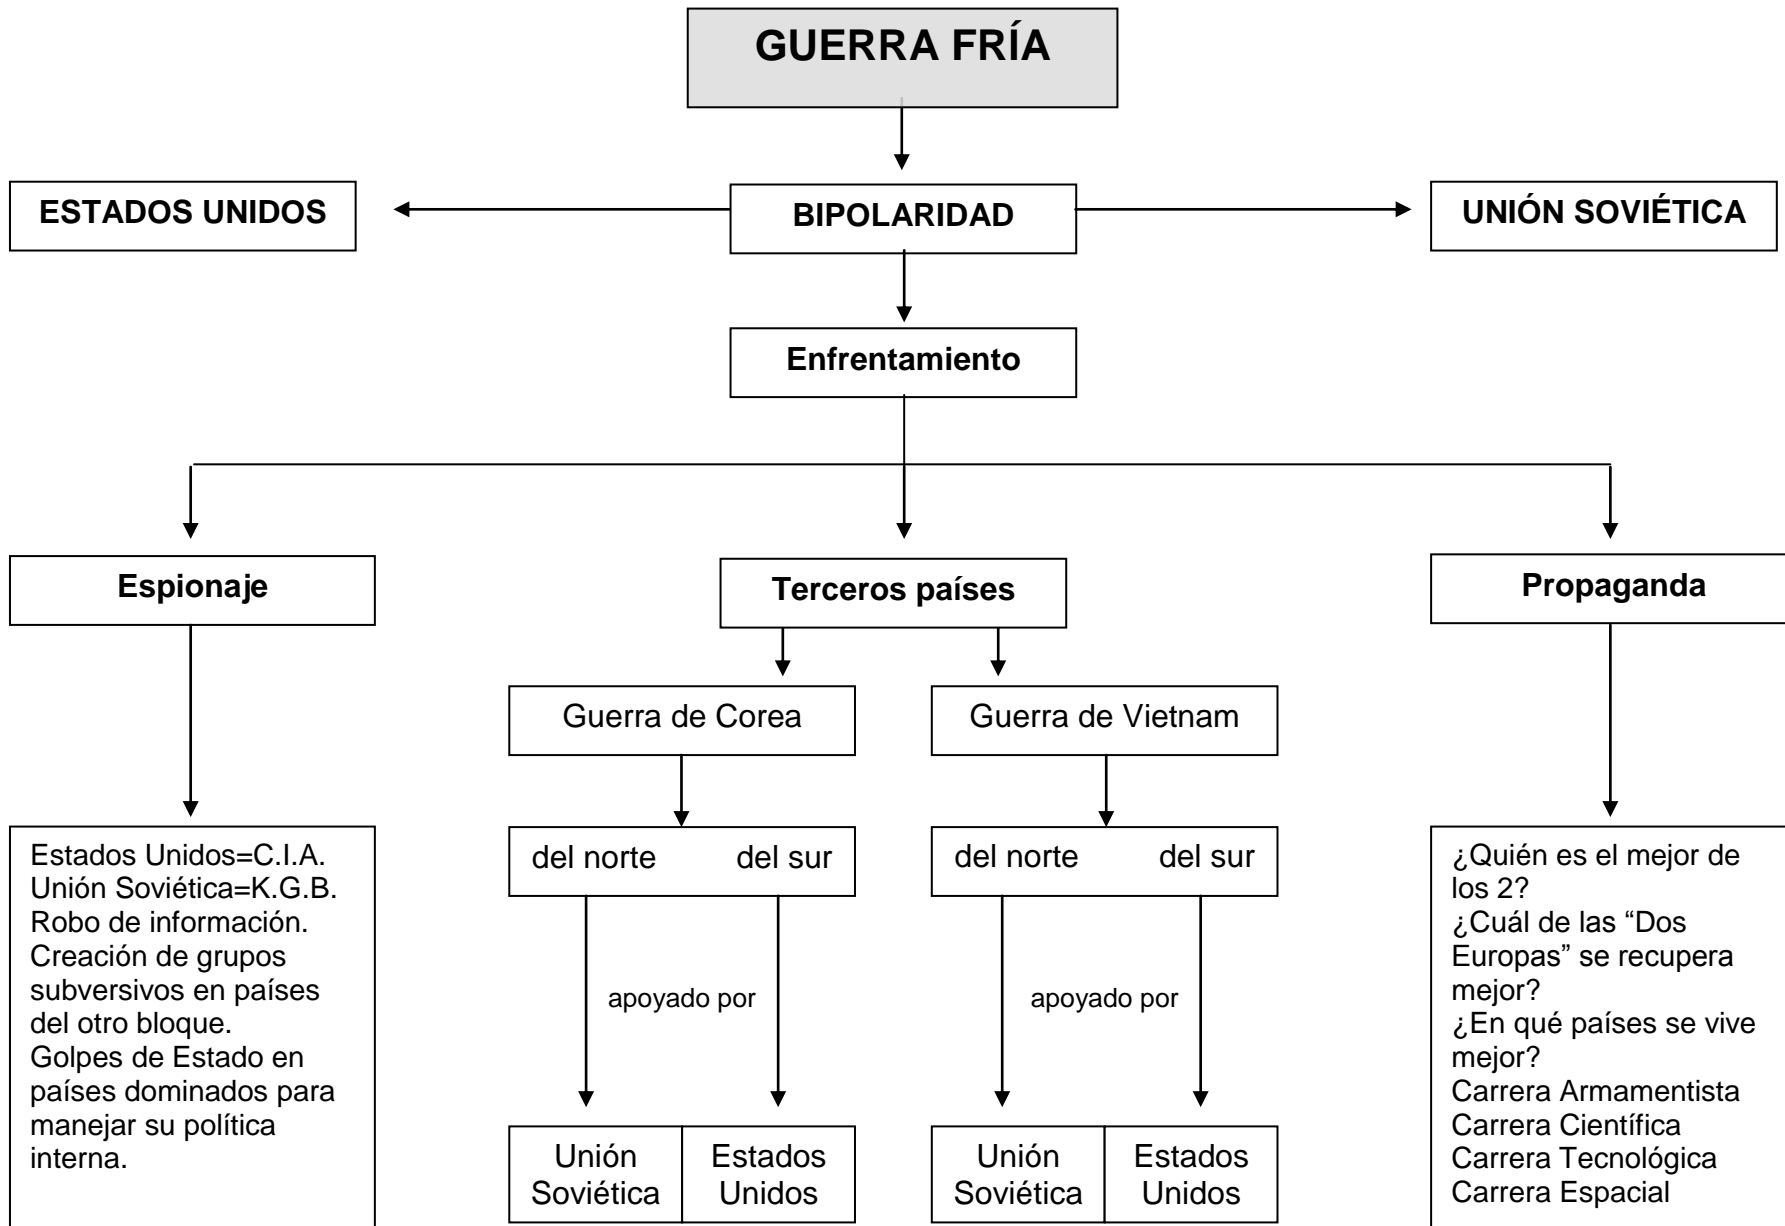 GUERRA FRÍA
ESTADOS UNIDOS
BIPOLARIDAD
UNIÓN SOVIÉTICA
Enfrentamiento
Espionaje
Terceros países
Propaganda
Guerra de Corea
Guerra de Vietnam
Estados Unidos=C.I.A.
Unión Soviética=K.G.B.
Robo de información.
Creación de grupos
subversivos en países
del otro bloque.
Golpes de Estado en
países dominados para
manejar su política
interna.
del norte del sur
apoyado por
Unión
Soviética
Estados
Unidos
del norte del sur
apoyado por
Unión
Soviética
Estados
Unidos
¿Quién es el mejor de
los 2?
¿Cuál de las “Dos
Europas” se recupera
mejor?
¿En qué países se vive
mejor?
Carrera Armamentista
Carrera Científica
Carrera Tecnológica
Carrera Espacial